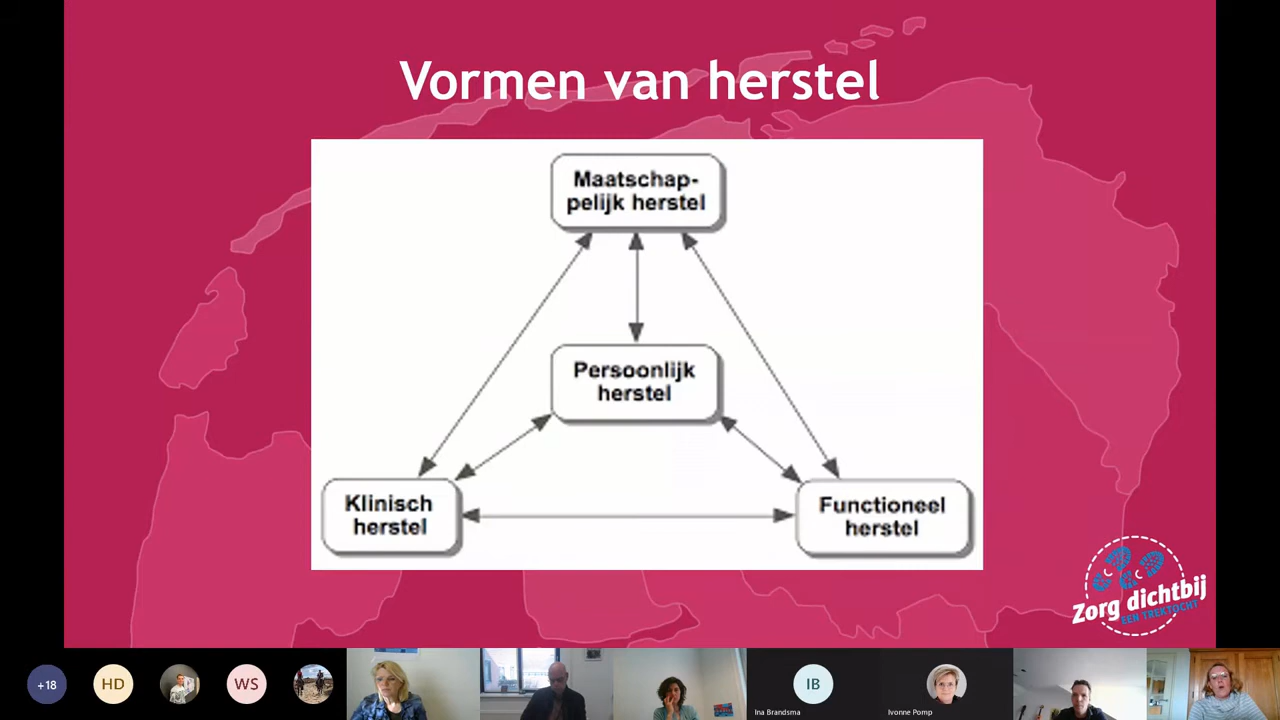 Vormen van herstel
Maatschap-
pelijk herstel
Persoonlijk
herstel
Klinisch
herstel
Functioneel
herstel
Zorg dichtbij
EEN TREKTOCHT
+18
HD
WS
IB
Ina Brandsma
Ivonne Pomp